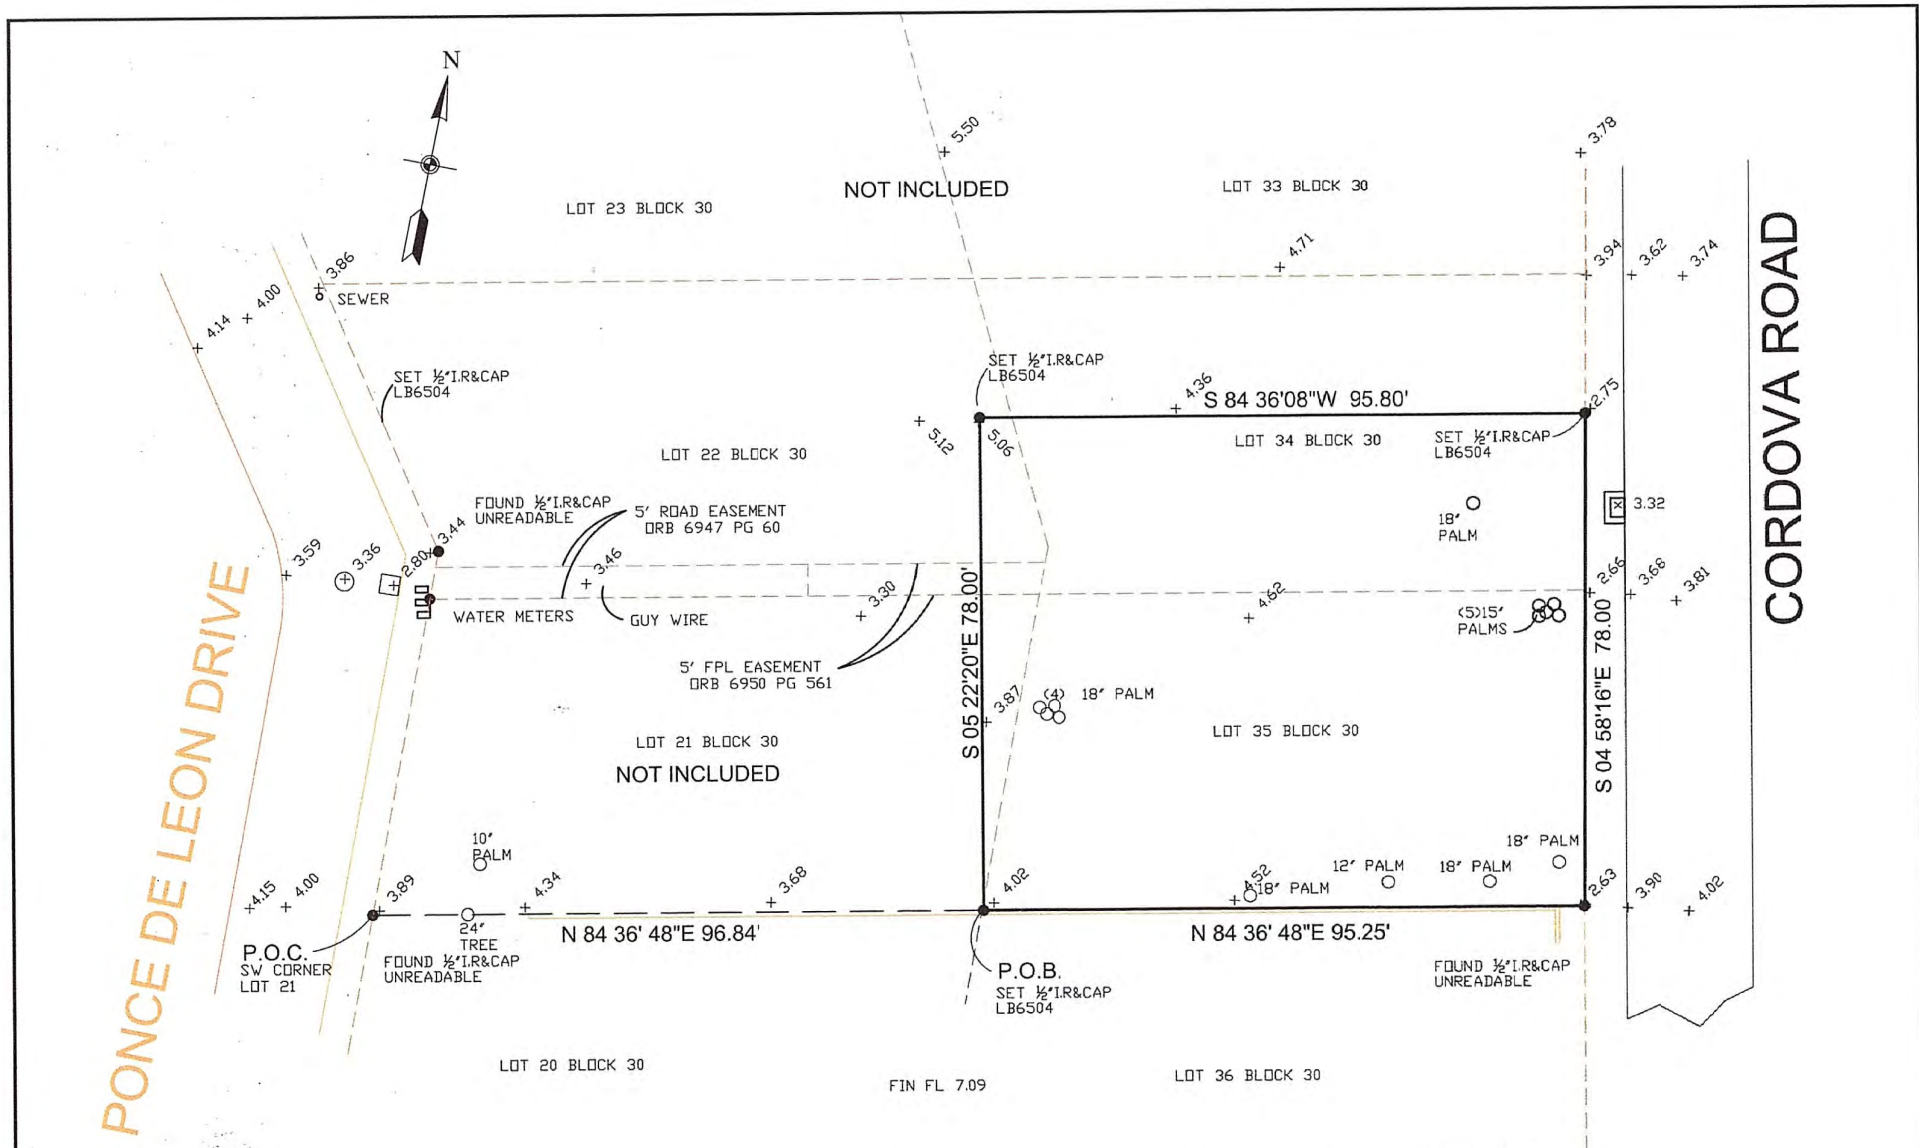 N
5.50
3.78
NOT INCLUDED
LOT 33 BLOCK 30
LOT 23 BLOCK 30
4.71
3.94
3.62
3.74
3.86
SEWER
4.00
4.14
CORDOVA ROAD
SET ½"I.R&CAP
LB6504
SET ½"I.R&CAP
LB6504
4.36
S 84 36'08"W 95.80'
2.75
5.12
5.06
LOT 34 BLOCK 30
SET ½"I.R&CAP
LB6504
LOT 22 BLOCK 30
FOUND ½"I.R&CAP
UNREADABLE
5' ROAD EASEMENT
ORB 6947 PG 60
18"
PALM
3.32
3.44
3.59
3.36
2.80
3.46
3.30
WATER METERS
GUY WIRE
4.62
2.66
3.68
3.81
(5)15"
PALMS
5' FPL EASEMENT
ORB 6950 PG 561
S 05 22'20"E 78.00'
S 04 58'16"E 78.00
3.87
(4) 18" PALM
LOT 35 BLOCK 30
LOT 21 BLOCK 30
NOT INCLUDED
PONCE DE LEON DRIVE
10"
PALM
18" PALM
12" PALM
18" PALM
18" PALM
4.15
4.00
3.89
4.34
3.68
4.02
4.52
2.63
3.90
4.02
24"
TREE
N 84 36' 48"E 96.84'
N 84 36' 48"E 95.25'
P.O.C.
SW CORNER
LOT 21
FOUND ½"I.R&CAP
UNREADABLE
P.O.B.
SET ½"I.R&CAP
LB6504
FOUND ½"I.R&CAP
UNREADABLE
LOT 20 BLOCK 30
FIN FL 7.09
LOT 36 BLOCK 30